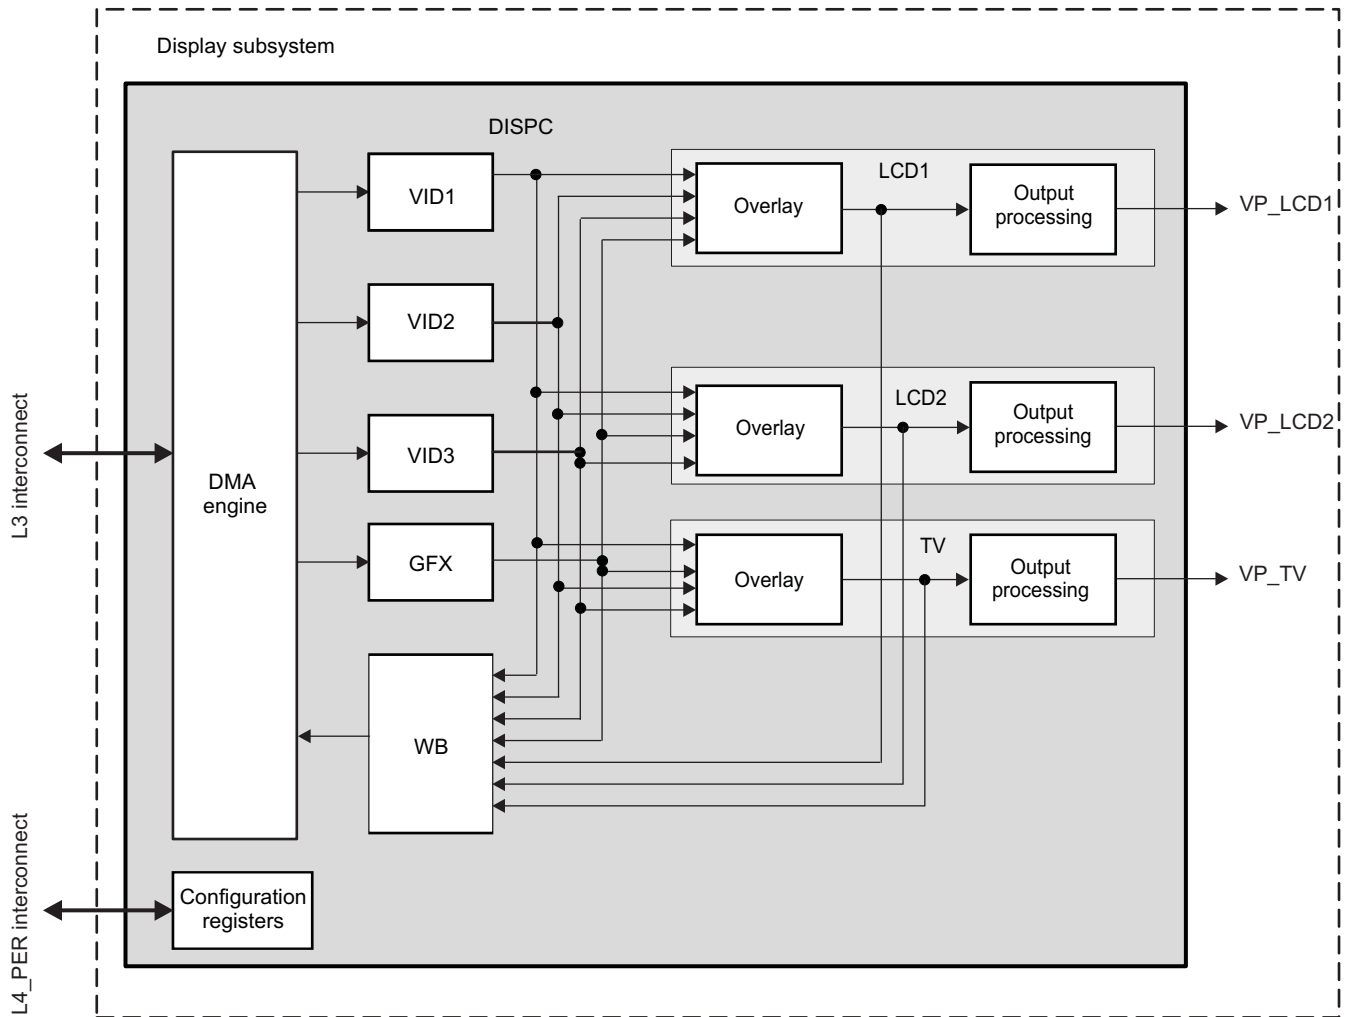 Display subsystem
DISPC
VID1
Overlay
LCD1
Output
processing
VP_LCD1
VID2
VID3
Overlay
LCD2
Output
processing
VP_LCD2
L3 interconnect
DMA
engine
GFX
Overlay
TV
Output
processing
VP_TV
WB
L4_PER interconnect
Configuration
registers